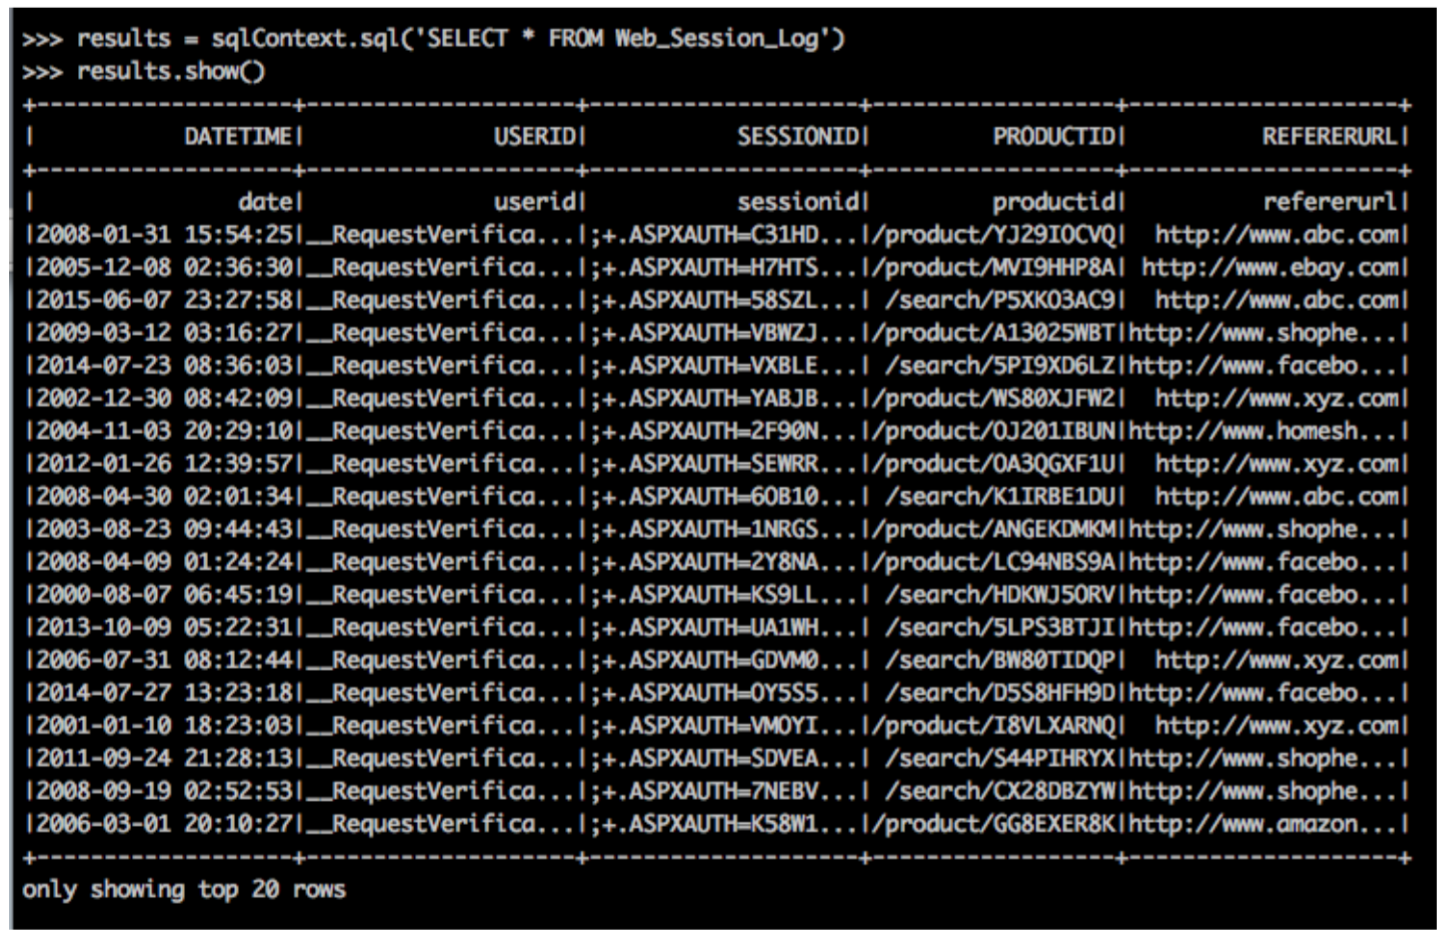 >>> results = sqlContext.sql('SELECT * FROM Web_Session_Log')
>>> results.show()
+-------------------+--------------------+--------------------+------------------+--------------------+
|           DATETIME|              USERID|           SESSIONID|         PRODUCTID|          REFERERURL|
+-------------------+--------------------+--------------------+------------------+--------------------+
|               date|              userid|           sessionid|         productid|          refererurl|
|2008-01-31 15:54:25|__RequestVerifica...|;+.ASPXAUTH=C31HD...|/product/YJ29IOCVQ|  http://www.abc.com|
|2005-12-08 02:36:30|__RequestVerifica...|;+.ASPXAUTH=H7HTS...|/product/MVI9HHP8A| http://www.ebay.com|
|2015-06-07 23:27:58|__RequestVerifica...|;+.ASPXAUTH=58SZL...| /search/P5XKO3AC9|  http://www.abc.com|
|2009-03-12 03:16:27|__RequestVerifica...|;+.ASPXAUTH=VBWZJ...|/product/A13025WBT|http://www.shophe...|
|2014-07-23 08:36:03|__RequestVerifica...|;+.ASPXAUTH=VXBLE...| /search/5PI9XD6LZ|http://www.facebo...|
|2002-12-30 08:42:09|__RequestVerifica...|;+.ASPXAUTH=YABJB...|/product/WS80XJFW2|  http://www.xyz.com|
|2004-11-03 20:29:10|__RequestVerifica...|;+.ASPXAUTH=2F90N...|/product/OJ201IBUN|http://www.homesh...|
|2012-01-26 12:39:57|__RequestVerifica...|;+.ASPXAUTH=SEWRR...|/product/0A3QGXF1U|  http://www.xyz.com|
|2008-04-30 02:01:34|__RequestVerifica...|;+.ASPXAUTH=6OB10...| /search/K1IRBE1DU|  http://www.abc.com|
|2003-08-23 09:44:43|__RequestVerifica...|;+.ASPXAUTH=1NRGS...|/product/ANGEKDMKM|http://www.shophe...|
|2008-04-09 01:24:24|__RequestVerifica...|;+.ASPXAUTH=2Y8NA...|/product/LC94NBS9A|http://www.facebo...|
|2000-08-07 06:45:19|__RequestVerifica...|;+.ASPXAUTH=KS9LL...| /search/HDKWJ5ORV|http://www.facebo...|
|2013-10-09 05:22:31|__RequestVerifica...|;+.ASPXAUTH=UA1WH...| /search/5LPS3BTJI|http://www.facebo...|
|2006-07-31 08:12:44|__RequestVerifica...|;+.ASPXAUTH=GDVM0...| /search/BW80TIDQP|  http://www.xyz.com|
|2014-07-27 13:23:18|__RequestVerifica...|;+.ASPXAUTH=OY5S5...| /search/D5S8HFH9D|http://www.facebo...|
|2001-01-10 18:23:03|__RequestVerifica...|;+.ASPXAUTH=VMOYI...|/product/I8VLXARNQ|  http://www.xyz.com|
|2011-09-24 21:28:13|__RequestVerifica...|;+.ASPXAUTH=SDVEA...| /search/S44PIHRYX|http://www.shophe...|
|2008-09-19 02:52:53|__RequestVerifica...|;+.ASPXAUTH=7NEBV...| /search/CX28DBZYW|http://www.shophe...|
|2006-03-01 20:10:27|__RequestVerifica...|;+.ASPXAUTH=K58W1...|/product/GG8EXER8K|http://www.amazon...|
+-------------------+--------------------+--------------------+------------------+--------------------+
only showing top 20 rows